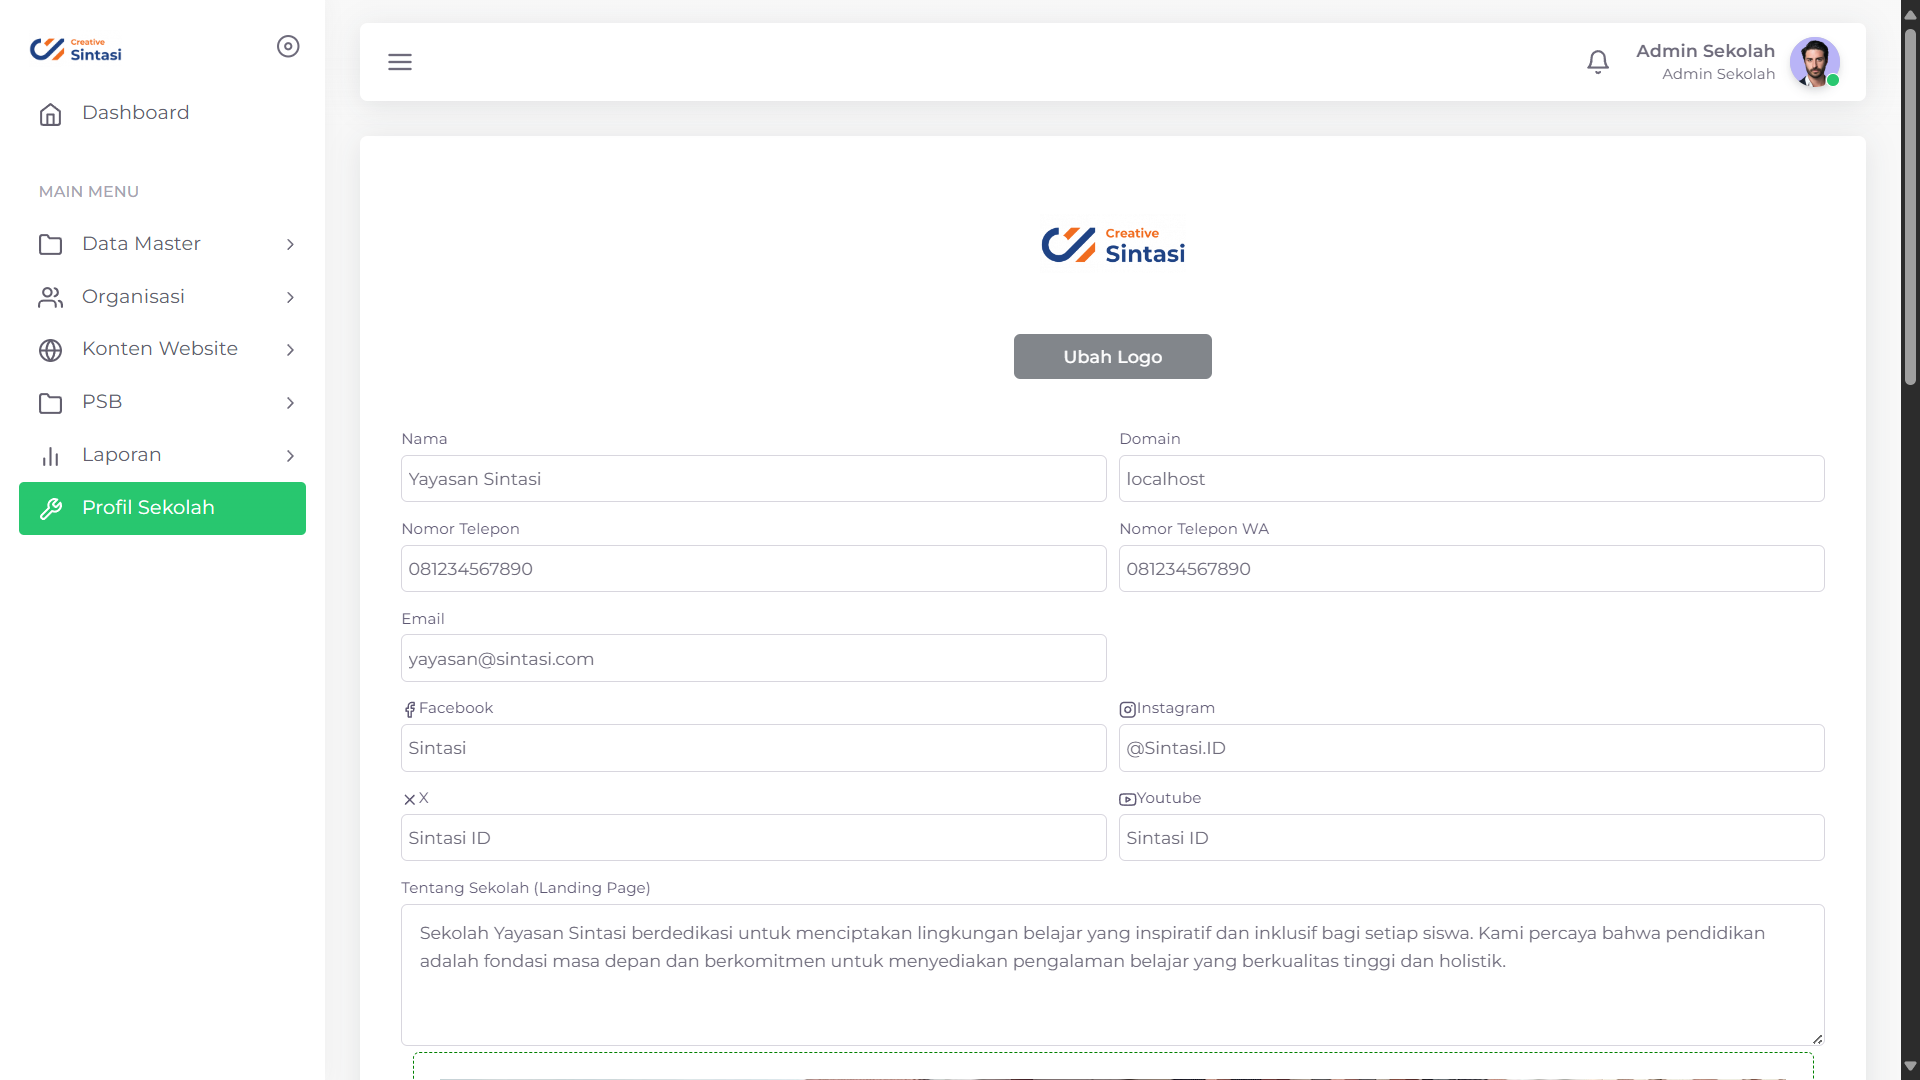 Creative
Sintasi
Dashboard
MAIN MENU
Data Master
Organisasi
Konten Website
PSB
Laporan
Profil Sekolah
Admin Sekolah
Admin Sekolah
Creative
Sintasi
Ubah Logo
Nama
Domain
Yayasan Sintasi
localhost
Nomor Telepon
Nomor Telepon WA
081234567890
081234567890
Email
yayasan@sintasi.com
Facebook
Instagram
Sintasi
@Sintasi.ID
X
Youtube
Sintasi ID
Sintasi ID
Tentang Sekolah (Landing Page)
Sekolah Yayasan Sintasi berdedikasi untuk menciptakan lingkungan belajar yang inspiratif dan inklusif bagi setiap siswa. Kami percaya bahwa pendidikan
adalah fondasi masa depan dan berkomitmen untuk menyediakan pengalaman belajar yang berkualitas tinggi dan holistik.